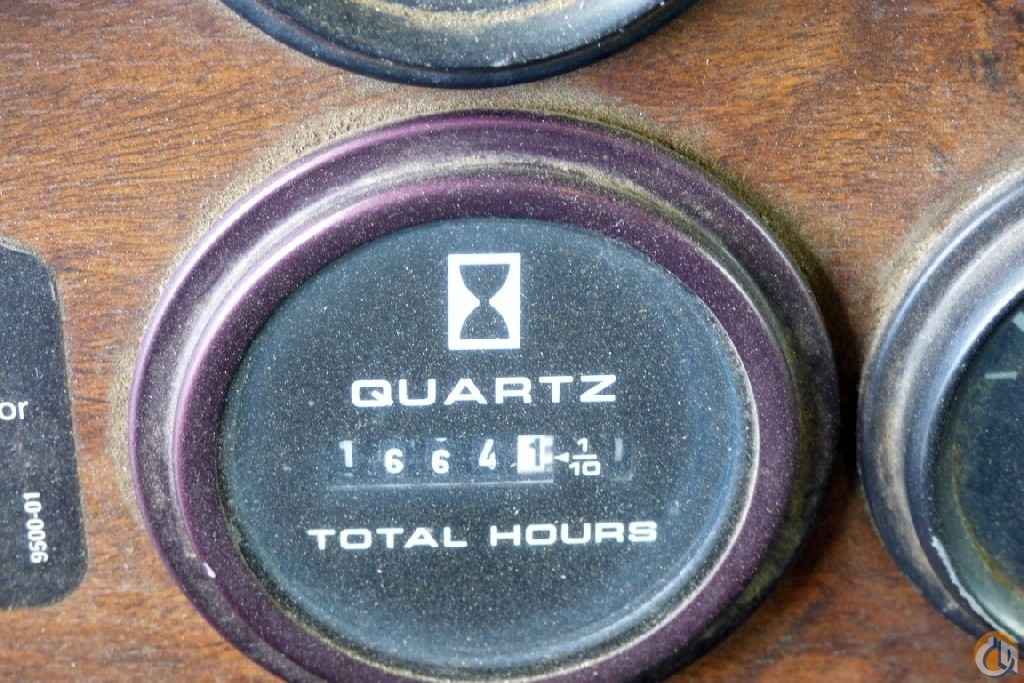 QUARTZ
1 6 6 4 1 1/10
TOTAL HOURS
or
9500-01